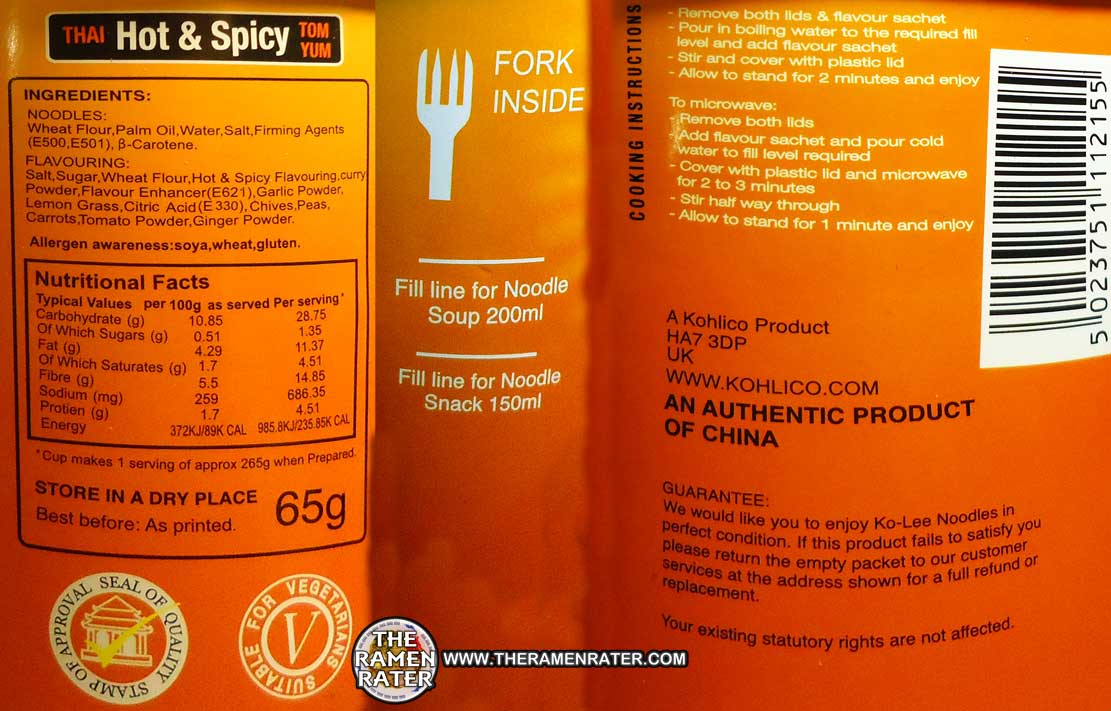 THAI Hot & Spicy TOM YUM
INGREDIENTS:
NOODLES:
Wheat Flour,Palm Oil,Water,Salt,Firming Agents
(E500,E501), β-Carotene.
FLAVOURING:
Salt,Sugar,Wheat Flour,Hot & Spicy Flavouring,curry
Powder,Flavour Enhancer(E621),Garlic Powder,
Lemon Grass,Citric Acid(E 330),Chives,Peas,
Carrots,Tomato Powder,Ginger Powder.
Allergen awareness:soya,wheat,gluten.
Nutritional Facts
Typical Values per 100g as served Per serving*
Carbohydrate (g) 10.85 28.75
Of Which Sugars (g) 0.51 1.35
Fat (g) 4.29 11.37
Of Which Saturates (g) 1.7 4.51
Fibre (g) 5.5 14.85
Sodium (mg) 259 686.35
Protien (g) 1.7 4.51
Energy 372KJ/89K CAL 985.8KJ/235.85K CAL
*Cup makes 1 serving of approx 265g when Prepared.
STORE IN A DRY PLACE
Best before: As printed.
65g
STAMP OF APPROVAL SEAL OF QUALITY
SUITABLE FOR VEGETARIANS
V
FORK
INSIDE
Fill line for Noodle
Soup 200ml
Fill line for Noodle
Snack 150ml
COOKING INSTRUCTIONS
- Remove both lids & flavour sachet
- Pour in boiling water to the required fill
level and add flavour sachet
- Stir and cover with plastic lid
- Allow to stand for 2 minutes and enjoy
To microwave:
- Remove both lids
- Add flavour sachet and pour cold
water to fill level required
- Cover with plastic lid and microwave
for 2 to 3 minutes
- Stir half way through
- Allow to stand for 1 minute and enjoy
5 023751 112155
A Kohlico Product
HA7 3DP
UK
WWW.KOHLICO.COM
AN AUTHENTIC PRODUCT
OF CHINA
GUARANTEE:
We would like you to enjoy Ko-Lee Noodles in
perfect condition. If this product fails to satisfy you
please return the empty packet to our customer
services at the address shown for a full refund or
replacement.
Your existing statutory rights are not affected.
THE
RAMEN
RATER
WWW.THERAMENRATER.COM